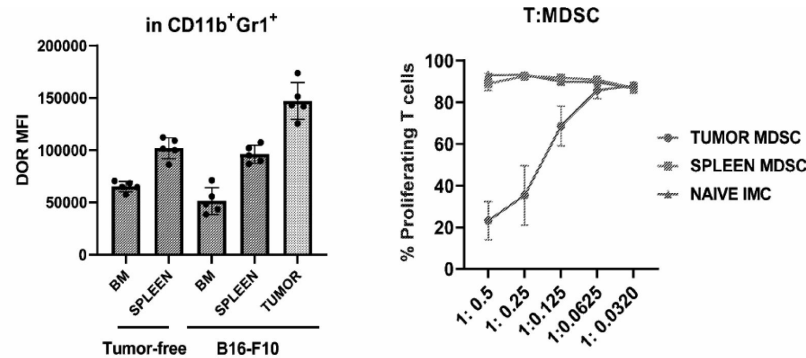 in CD11b+Gr1+
DOR MFI
200000
150000
100000
50000
0
BM
SPLEEN
BM
SPLEEN
TUMOR
Tumor-free
B16-F10
T:MDSC
% Proliferating T cells
100
80
60
40
20
0
1: 0.5
1: 0.25
1:0.125
1:0.0625
1: 0.0320
TUMOR MDSC
SPLEEN MDSC
NAIVE IMC